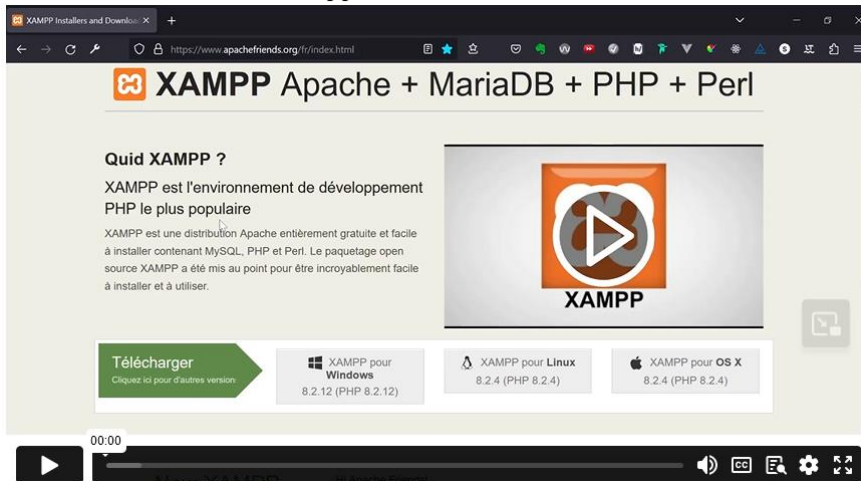 XAMPP Installers and Downloa
https://www.apachefriends.org/fr/index.html
XAMPP Apache + MariaDB + PHP + Perl
Quid XAMPP ?
XAMPP est l'environnement de développement
PHP le plus populaire
XAMPP est une distribution Apache entièrement gratuite et facile
à installer contenant MySQL, PHP et Perl. Le paquetage open
source XAMPP a été mis au point pour être incroyablement facile
à installer et à utiliser.
XAMPP
Télécharger
Cliquez ici pour d'autres version
XAMPP pour
Windows
8.2.12 (PHP 8.2.12)
XAMPP pour Linux
8.2.4 (PHP 8.2.4)
XAMPP pour OS X
8.2.4 (PHP 8.2.4)
00:00
CC